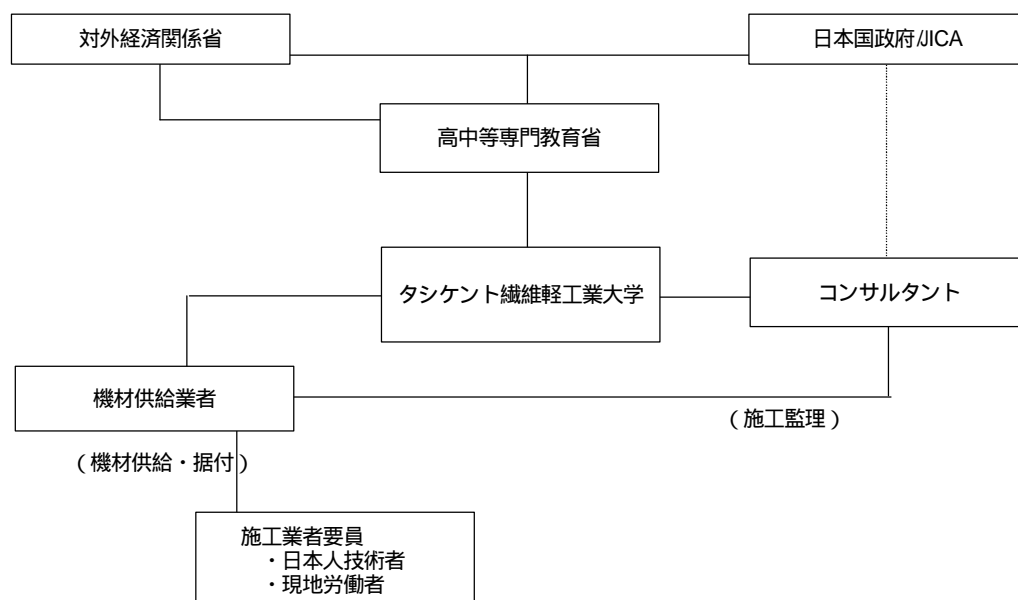 対外経済関係省
日本国政府/JICA
高中等専門教育省
タシケント繊維軽工業大学
コンサルタント
機材供給業者
(施工監理)
(機材供給・据付)
施工業者要員
・日本人技術者
・現地労働者